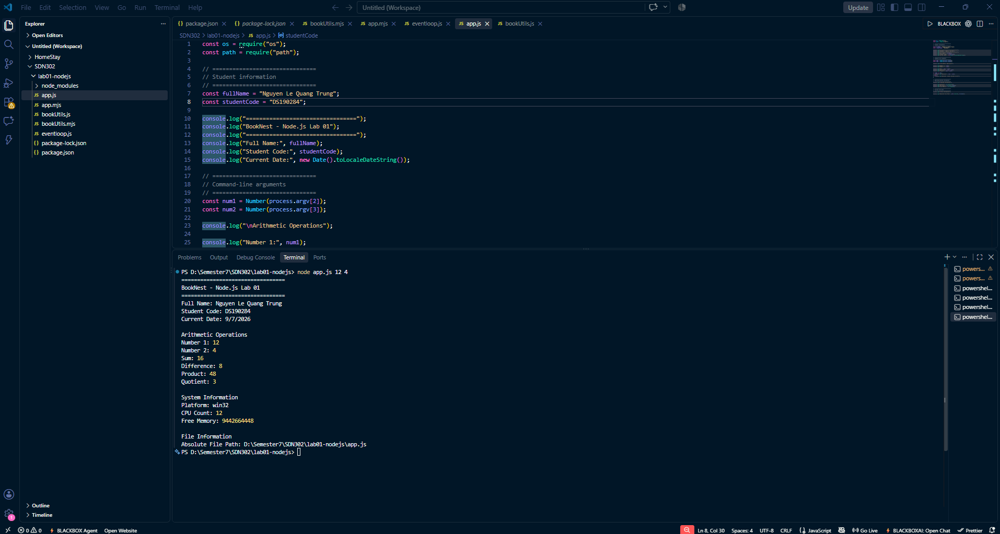 File Edit Selection View Go Run Terminal Help
Untitled (Workspace)
Update
Explorer
Open Editors
Untitled (Workspace)
HomeStay
SDN302
lab01-nodejs
node_modules
JS app.js
JS app.mjs
JS bookUtils.js
JS bookUtils.mjs
JS eventloop.js
{} package-lock.json
{} package.json
Outline
Timeline
{} package.json {} package-lock.json JS bookUtils.mjs JS app.mjs JS eventloop.js JS app.js JS bookUtils.js
BLACKBOX
SDN302 > lab01-nodejs > JS app.js > studentCode
1 const os = require("os");
2 const path = require("path");
3
4 // ===============================
5 // Student information
6 // ===============================
7 const fullName = "Nguyen Le Quang Trung";
8 const studentCode = "DS190284";
9
10 console.log("=================================");
11 console.log("BookNest - Node.js Lab 01");
12 console.log("=================================");
13 console.log("Full Name:", fullName);
14 console.log("Student Code:", studentCode);
15 console.log("Current Date:", new Date().toLocaleDateString());
16
17 // ===============================
18 // Command-line arguments
19 // ===============================
20 const num1 = Number(process.argv[2]);
21 const num2 = Number(process.argv[3]);
22
23 console.log("\nArithmetic Operations");
24
25 console.log("Number 1:", num1);
Problems Output Debug Console Terminal Ports
PS D:\Semester7\SDN302\lab01-nodejs> node app.js 12 4
=================================
BookNest - Node.js Lab 01
=================================
Full Name: Nguyen Le Quang Trung
Student Code: DS190284
Current Date: 9/7/2026
Arithmetic Operations
Number 1: 12
Number 2: 4
Sum: 16
Difference: 8
Product: 48
Quotient: 3
System Information
Platform: win32
CPU Count: 12
Free Memory: 9442664448
File Information
Absolute File Path: D:\Semester7\SDN302\lab01-nodejs\app.js
PS D:\Semester7\SDN302\lab01-nodejs>
powers...
powers...
powershel...
powershel...
powershel...
powershel...
1
0 0 BLACKBOX Agent Open Website
Ln 8, Col 30 Spaces: 4 UTF-8 CRLF {} JavaScript Go Live BLACKBOXAI: Open Chat Prettier